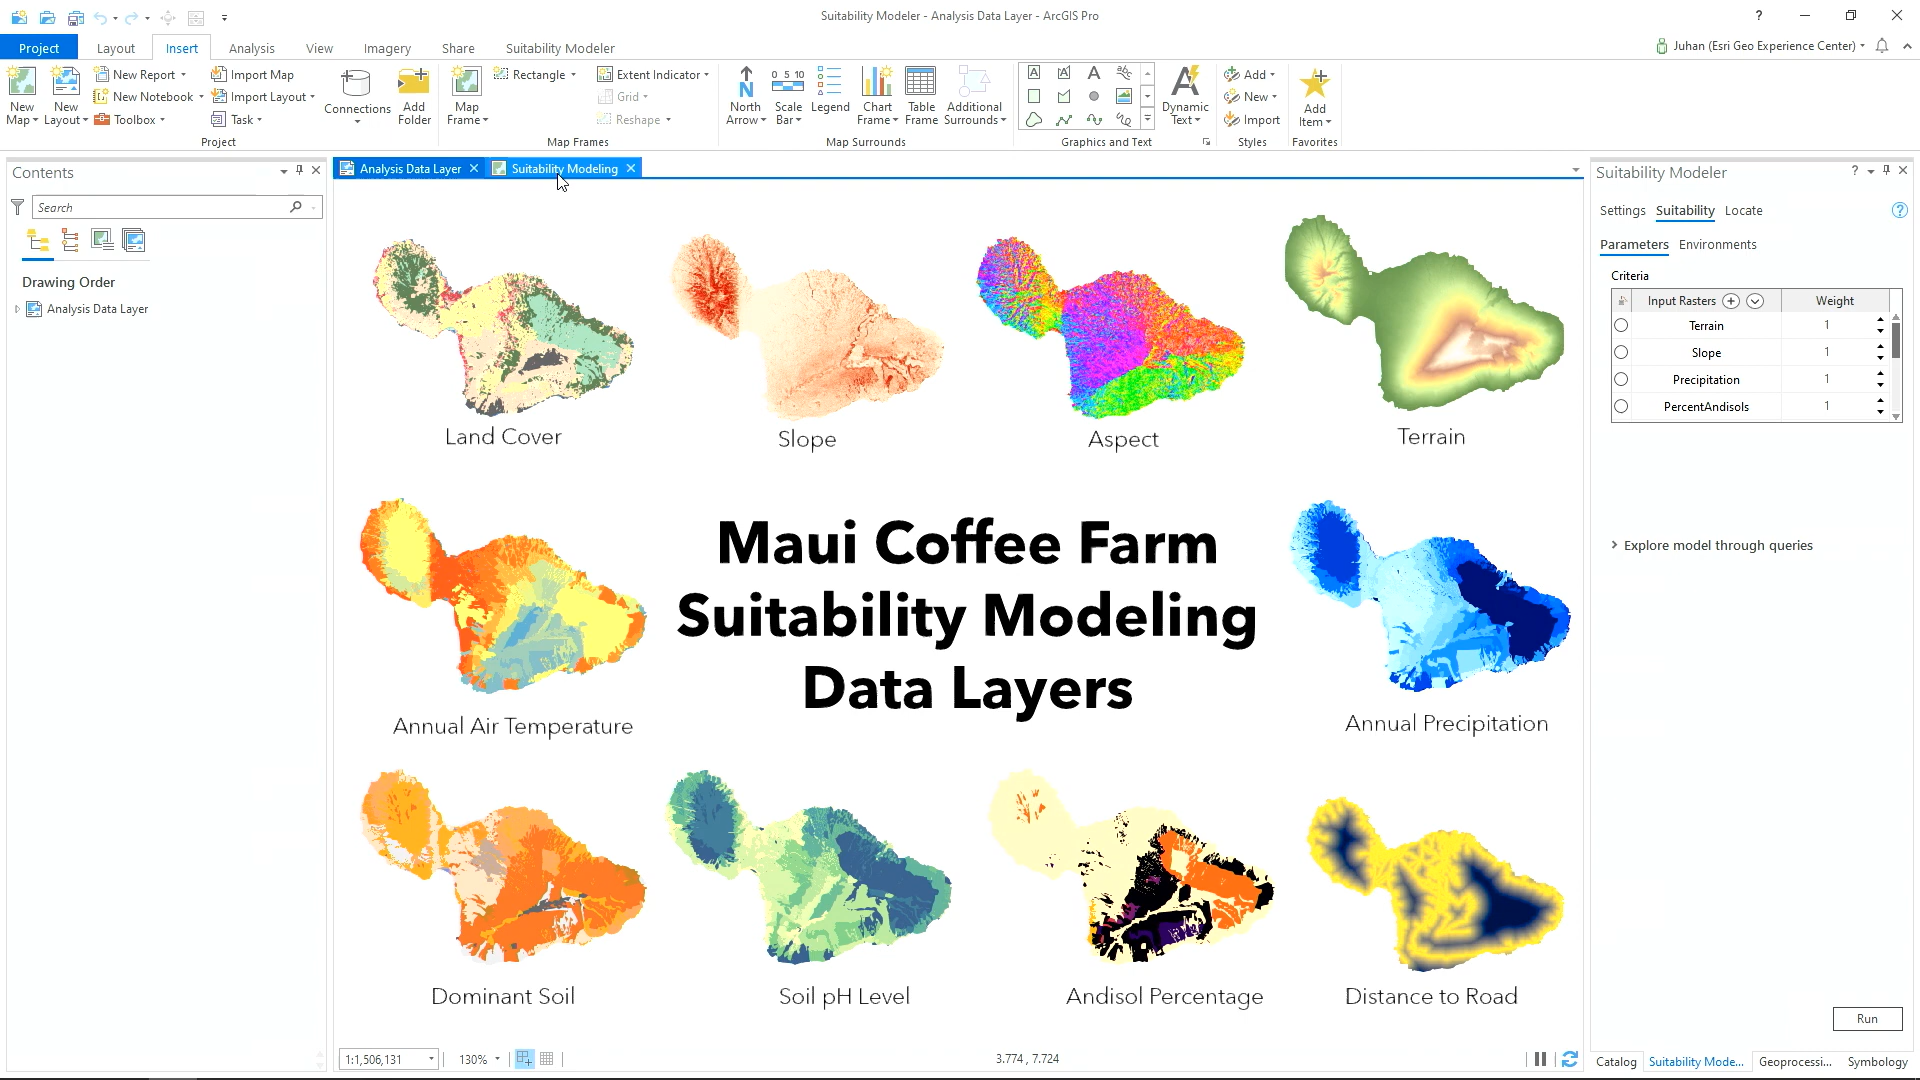 Suitability Modeler - Analysis Data Layer - ArcGIS Pro
?
Project Layout Insert Analysis View Imagery Share Suitability Modeler
Juhan (Esri Geo Experience Center)
New Map
New Layout
New Report
New Notebook
Toolbox
Import Map
Import Layout
Task
Connections
Add Folder
Project
Map Frame
Rectangle
Extent Indicator
Grid
Reshape
Map Frames
North Arrow
0 5 10
Scale Bar
Legend
Chart Frame
Table Frame
Additional Surrounds
Map Surrounds
Graphics and Text
Dynamic Text
Add
New
Import
Styles
Add Item
Favorites
Contents
Search
Drawing Order
Analysis Data Layer
Analysis Data Layer
Suitability Modeling
Land Cover
Slope
Aspect
Terrain
Maui Coffee Farm
Suitability Modeling
Data Layers
Annual Air Temperature
Annual Precipitation
Dominant Soil
Soil pH Level
Andisol Percentage
Distance to Road
1:1,506,131
130%
3.774 , 7.724
Suitability Modeler
?
Settings Suitability Locate
?
Parameters Environments
Criteria
Input Rasters Weight
Terrain 1
Slope 1
Precipitation 1
PercentAndisols 1
Explore model through queries
Run
Catalog Suitability Mode... Geoprocessi... Symbology